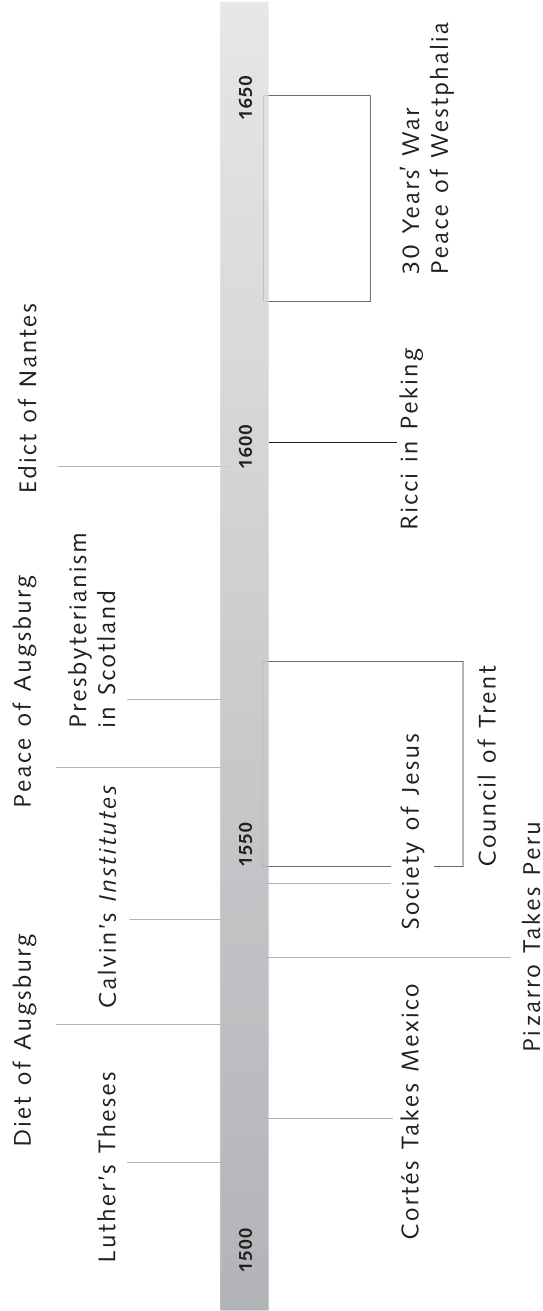 Luther's Theses
Diet of Augsburg
Calvin's Institutes
Peace of Augsburg
Presbyterianism
in Scotland
Edict of Nantes
1500
1550
1600
1650
Cortés Takes Mexico
Pizarro Takes Peru
Society of Jesus
Council of Trent
Ricci in Peking
30 Years' War
Peace of Westphalia